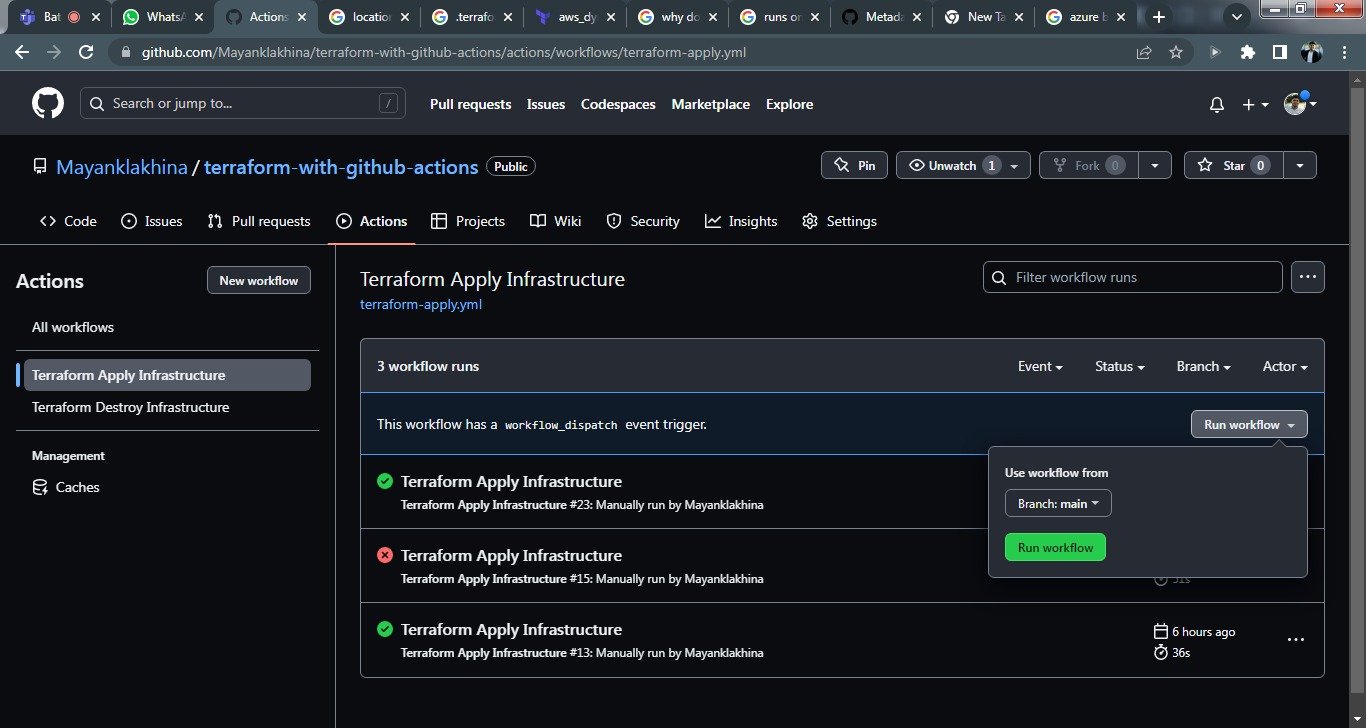 Bat
WhatsA
Actions
location
.terrafo
aws_dy
why do
runs on
Metada
New Ta
azure b
github.com/Mayanklakhina/terraform-with-github-actions/actions/workflows/terraform-apply.yml
Search or jump to... /
Pull requests Issues Codespaces Marketplace Explore
Mayanklakhina / terraform-with-github-actions Public
Pin Unwatch 1 Fork 0 Star 0
Code Issues Pull requests Actions Projects Wiki Security Insights Settings
Actions
New workflow
All workflows
Terraform Apply Infrastructure
Terraform Destroy Infrastructure
Management
Caches
Terraform Apply Infrastructure
terraform-apply.yml
Filter workflow runs
3 workflow runs
Event Status Branch Actor
This workflow has a workflow_dispatch event trigger.
Run workflow
Use workflow from
Branch: main
Run workflow
Terraform Apply Infrastructure
Terraform Apply Infrastructure #23: Manually run by Mayanklakhina
Terraform Apply Infrastructure
Terraform Apply Infrastructure #15: Manually run by Mayanklakhina
51s
Terraform Apply Infrastructure
Terraform Apply Infrastructure #13: Manually run by Mayanklakhina
6 hours ago
36s